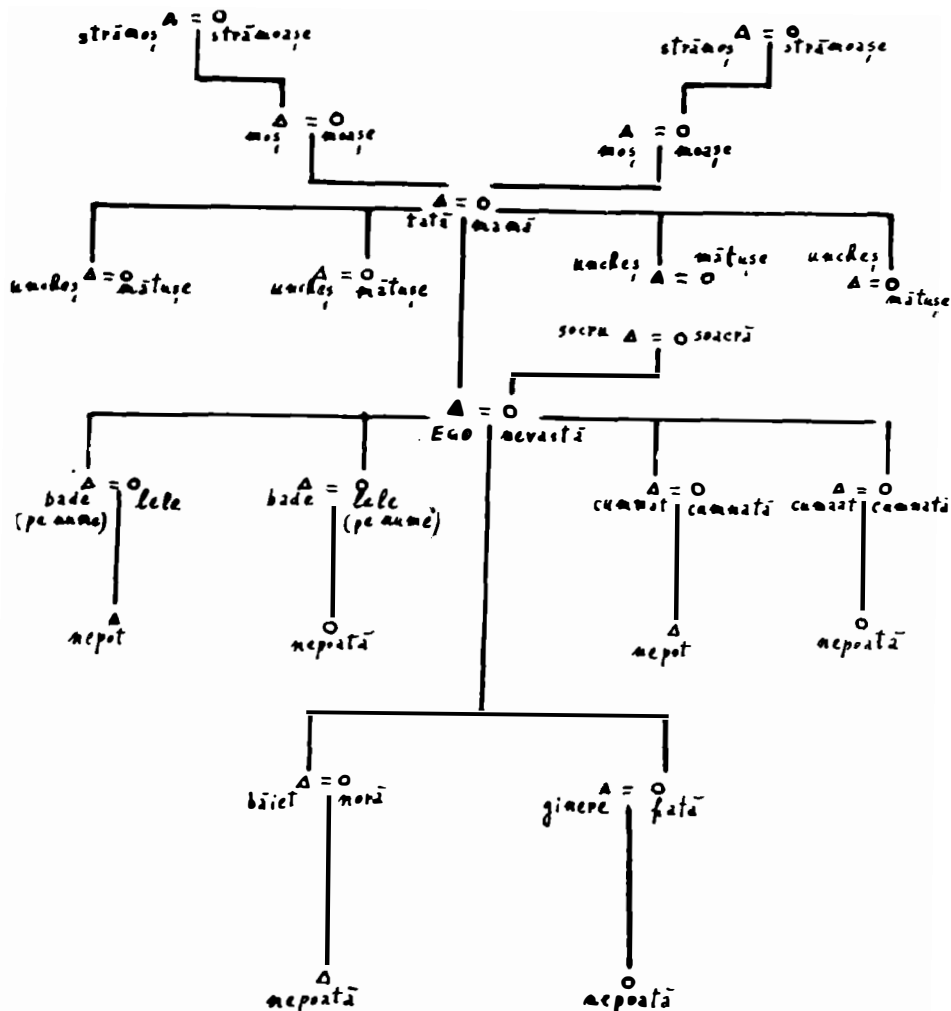 strămoș strămoașe strămoș strămoașe
moș moașe moș moașe
tată mamă
uncheș mătușe uncheș mătușe uncheș mătușe uncheș mătușe
socru soacră
EGO nevastă
bade lele bade lele cumnat cumnată cumaat cumnată
(pe nume) (pe nume)
nepot nepoată nepot nepoată
băiet noră ginere fată
nepoată nepoată